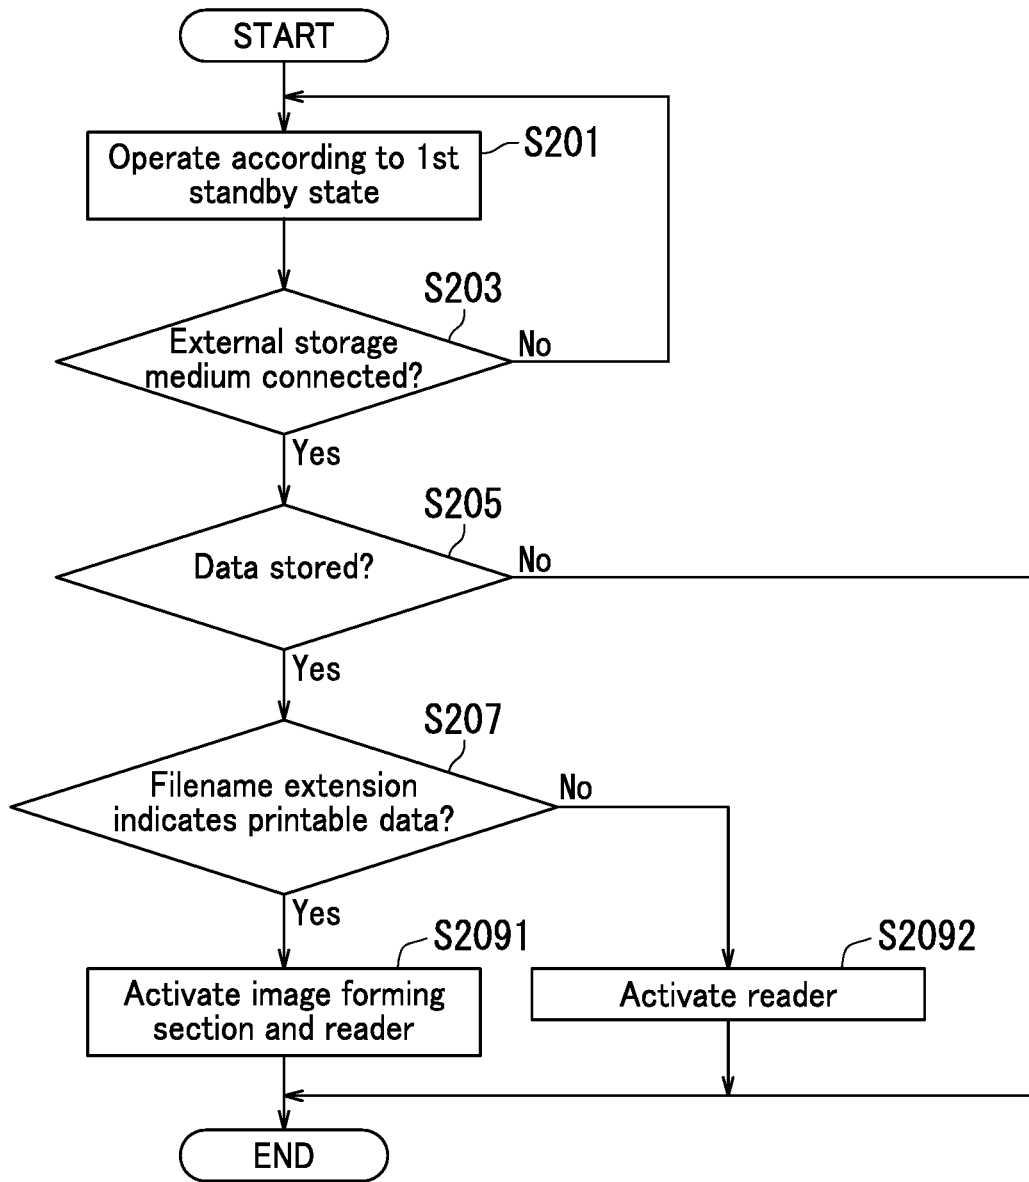 START
S201
Operate according to 1st
standby state
S203
External storage
medium connected?
No
Yes
S205
Data stored?
No
Yes
S207
Filename extension
indicates printable data?
No
Yes
S2091
Activate image forming
section and reader
S2092
Activate reader
END